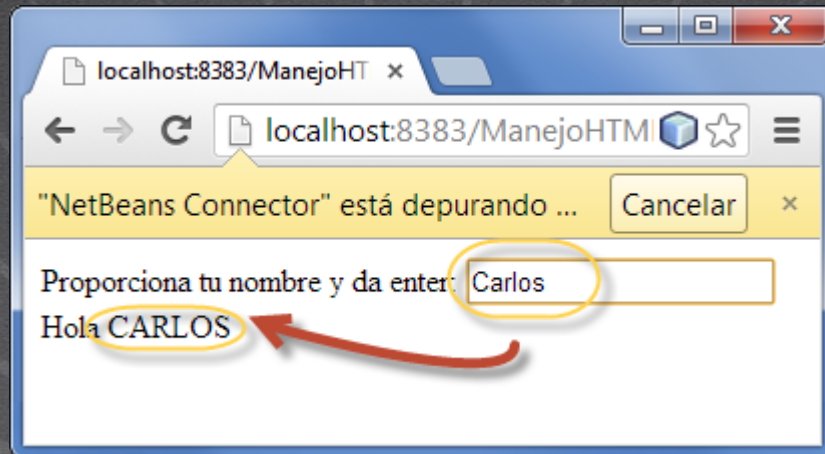 localhost:8383/ManejoHT
localhost:8383/ManejoHTM
"NetBeans Connector" está depurando ...
Cancelar
Proporciona tu nombre y da enter: Carlos
Hola CARLOS